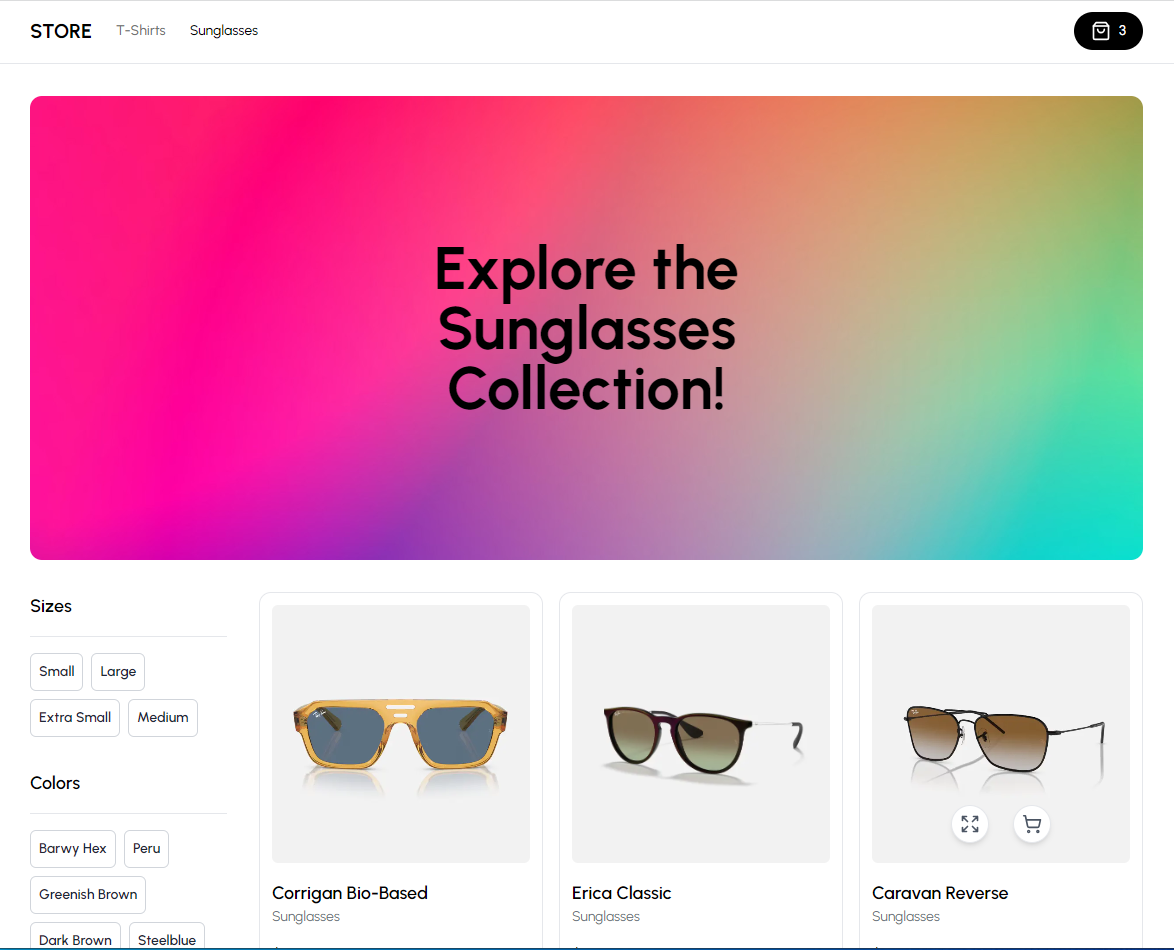 STORE T-Shirts Sunglasses 3
Explore the
Sunglasses
Collection!
Sizes
Small Large
Extra Small Medium
Colors
Barwy Hex Peru
Greenish Brown
Dark Brown Steelblue
Corrigan Bio-Based
Sunglasses
Erica Classic
Sunglasses
Caravan Reverse
Sunglasses